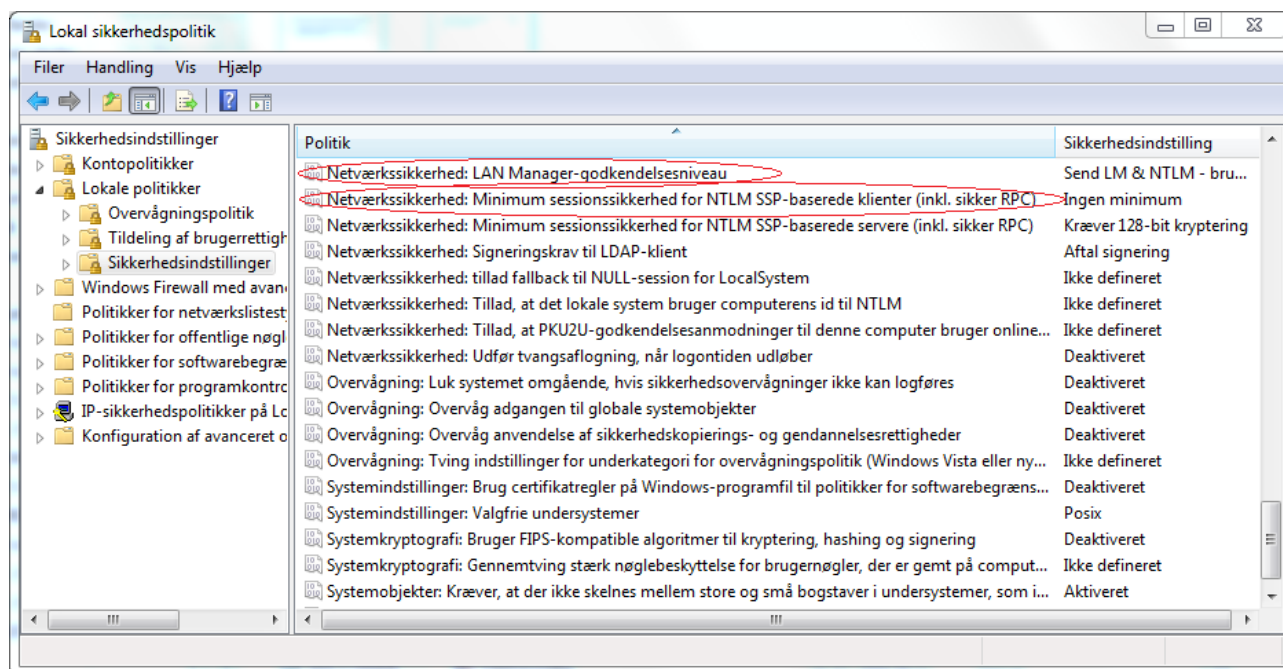 Lokal sikkerhedspolitik
Filer Handling Vis Hjælp
Sikkerhedsindstillinger
Kontopolitikker
Lokale politikker
Overvågningspolitik
Tildeling af brugerrettigh
Sikkerhedsindstillinger
Windows Firewall med avan
Politikker for netværkslistest
Politikker for offentlige nøgl
Politikker for softwarebegræ
Politikker for programkontrc
IP-sikkerhedspolitikker på Lc
Konfiguration af avanceret o
Politik Sikkerhedsindstilling
Netværkssikkerhed: LAN Manager-godkendelsesniveau Send LM & NTLM - bru...
Netværkssikkerhed: Minimum sessionssikkerhed for NTLM SSP-baserede klienter (inkl. sikker RPC) Ingen minimum
Netværkssikkerhed: Minimum sessionssikkerhed for NTLM SSP-baserede servere (inkl. sikker RPC) Kræver 128-bit kryptering
Netværkssikkerhed: Signeringskrav til LDAP-klient Aftal signering
Netværkssikkerhed: tillad fallback til NULL-session for LocalSystem Ikke defineret
Netværkssikkerhed: Tillad, at det lokale system bruger computerens id til NTLM Ikke defineret
Netværkssikkerhed: Tillad, at PKU2U-godkendelsesanmodninger til denne computer bruger online... Ikke defineret
Netværkssikkerhed: Udfør tvangsaflogning, når logontiden udløber Deaktiveret
Overvågning: Luk systemet omgående, hvis sikkerhedsovervågninger ikke kan logføres Deaktiveret
Overvågning: Overvåg adgangen til globale systemobjekter Deaktiveret
Overvågning: Overvåg anvendelse af sikkerhedskopierings- og gendannelsesrettigheder Deaktiveret
Overvågning: Tving indstillinger for underkategori for overvågningspolitik (Windows Vista eller ny... Ikke defineret
Systemindstillinger: Brug certifikatregler på Windows-programfil til politikker for softwarebegræns... Deaktiveret
Systemindstillinger: Valgfrie undersystemer Posix
Systemkryptografi: Bruger FIPS-kompatible algoritmer til kryptering, hashing og signering Deaktiveret
Systemkryptografi: Gennemtving stærk nøglebeskyttelse for brugernøgler, der er gemt på comput... Ikke defineret
Systemobjekter: Kræver, at der ikke skelnes mellem store og små bogstaver i undersystemer, som i... Aktiveret